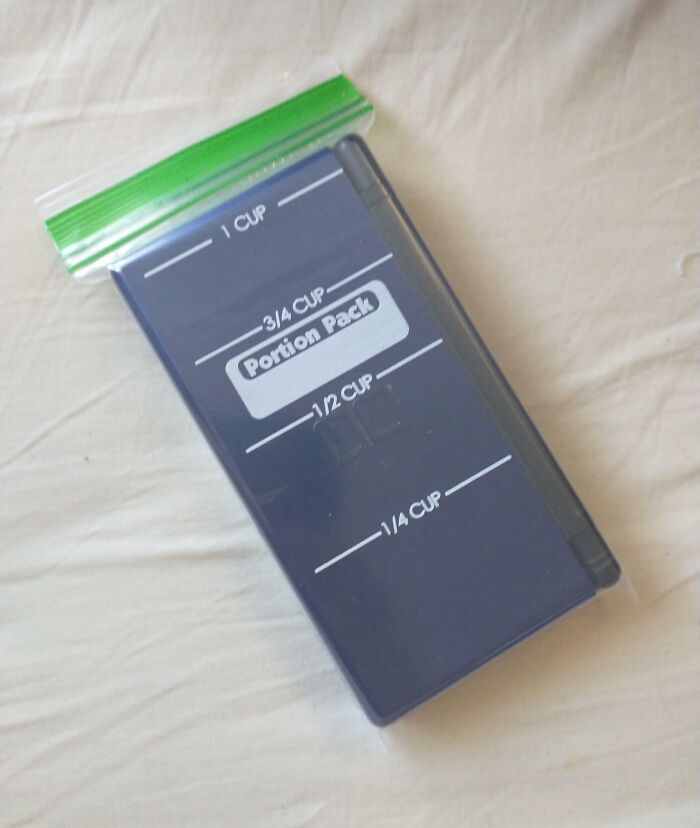 1 CUP
3/4 CUP
Portion Pack
1/2 CUP
1/4 CUP